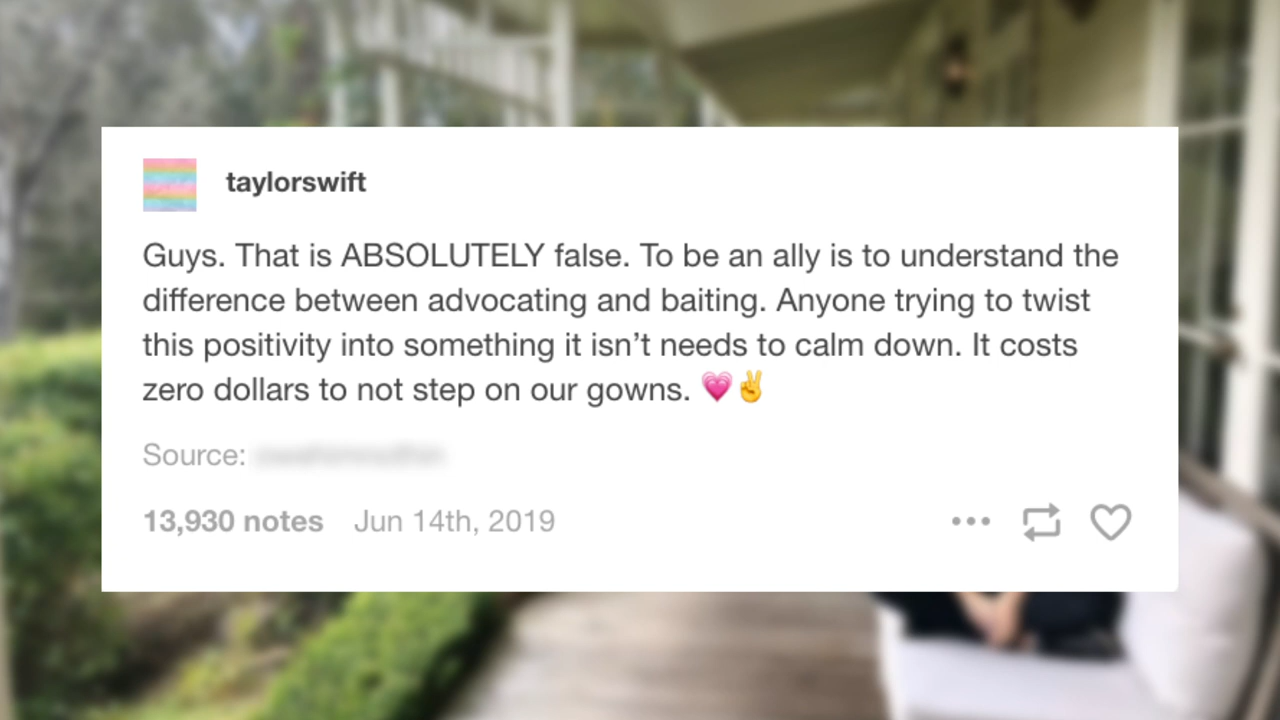 taylorswift
Guys. That is ABSOLUTELY false. To be an ally is to understand the
difference between advocating and baiting. Anyone trying to twist
this positivity into something it isn’t needs to calm down. It costs
zero dollars to not step on our gowns. 💗✌️
Source:
13,930 notes Jun 14th, 2019